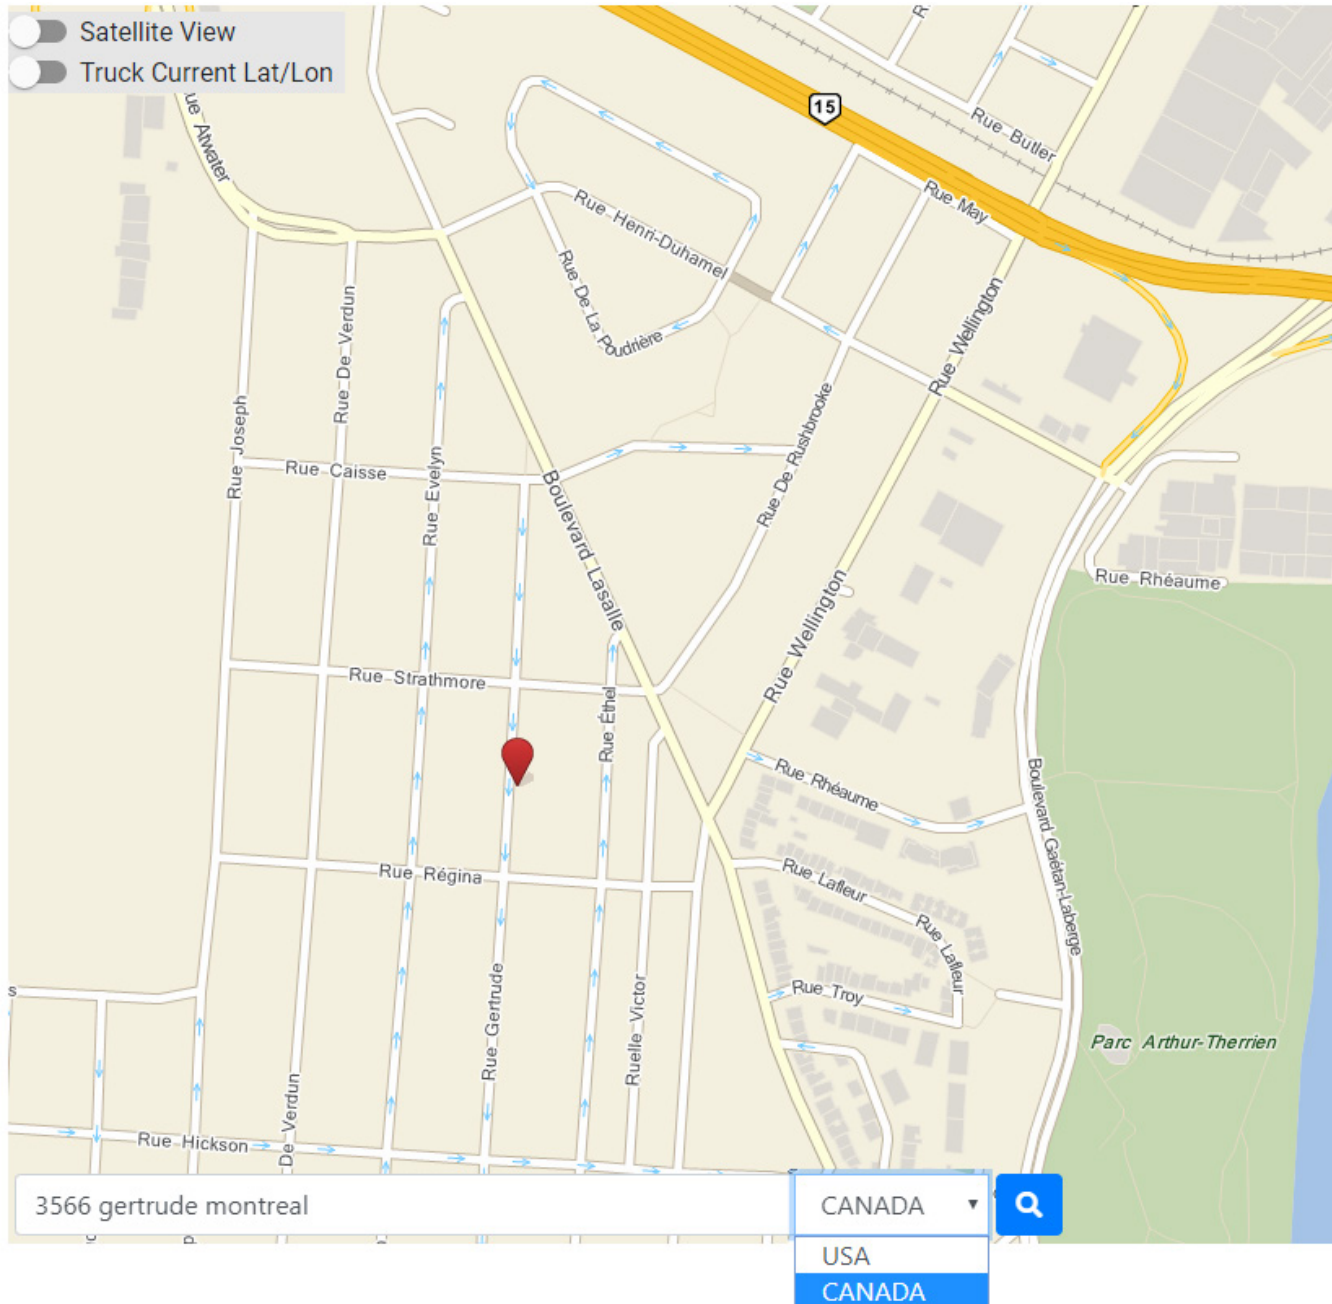 Satellite View
Truck Current Lat/Lon
15
Rue Butler
Rue May
Rue Henri-Duhamel
Rue De La Poudrière
Rue Wellington
Rue De Verdun
Rue Joseph
Rue Caisse
Rue Evelyn
Boulevard Lasalle
Rue De Rushbrooke
Rue Rhéaume
Rue Wellington
Rue Strathmore
Rue Éthel
Rue Rhéaume
Boulevard Gaétan-Laberge
Rue Régina
Rue Lafleur
Rue Lafleur
Rue Gertrude
Ruelle Victor
Rue Troy
Parc Arthur-Therrien
De Verdun
Rue Hickson
3566 gertrude montreal
CANADA
USA
CANADA